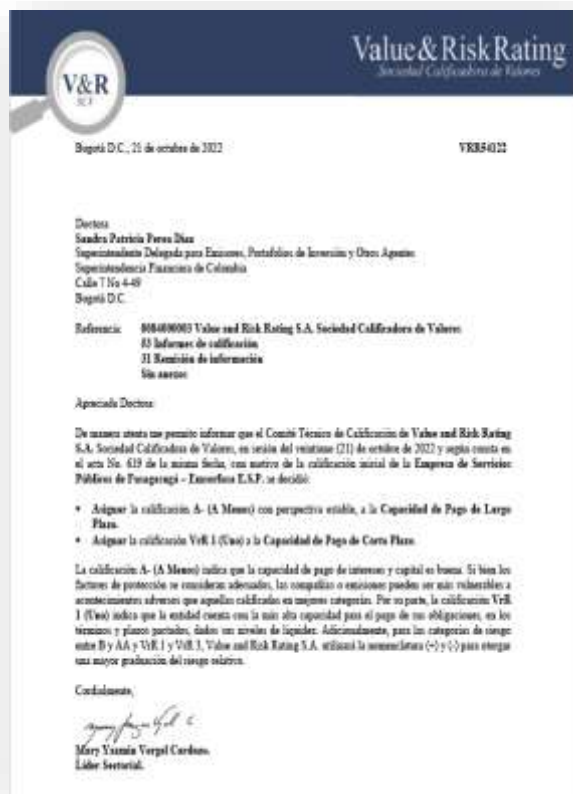 Value & Risk Rating
Sociedad Calificadora de Valores
V&R
SCV
Bogotá D.C., 21 de octubre de 2022 VRR54122
Doctora
Sandra Patricia Perea Díaz
Superintendente Delegada para Emisores, Portafolios de Inversión y Otros Agentes
Superintendencia Financiera de Colombia
Calle 7 No 4-49
Bogotá D.C.
Referencia: 0084000003 Value and Risk Rating S.A. Sociedad Calificadora de Valores
03 Informes de calificación
31 Remisión de información
Sin anexos
Apreciada Doctora:
De manera atenta me permito informar que el Comité Técnico de Calificación de Value and Risk Rating
S.A. Sociedad Calificadora de Valores, en sesión del veintiuno (21) de octubre de 2022 y según consta en
el acta No. 619 de la misma fecha, con motivo de la calificación inicial de la Empresa de Servicios
Públicos de Fusagasugá – Emserfusa E.S.P. se decidió:
• Asignar la calificación A- (A Menos) con perspectiva estable, a la Capacidad de Pago de Largo
Plazo.
• Asignar la calificación VrR 1 (Uno) a la Capacidad de Pago de Corto Plazo.
La calificación A- (A Menos) indica que la capacidad de pago de intereses y capital es buena. Si bien los
factores de protección se consideran adecuados, las compañías o emisiones pueden ser más vulnerables a
acontecimientos adversos que aquellas calificadas en mejores categorías. Por su parte, la calificación VrR
1 (Uno) indica que la entidad cuenta con la más alta capacidad para el pago de sus obligaciones, en los
términos y plazos pactados, dados sus niveles de liquidez. Adicionalmente, para las categorías de riesgo
entre B y AA y VrR 1 y VrR 3, Value and Risk Rating S.A. utilizará la nomenclatura (+) y (-) para otorgar
una mayor graduación del riesgo relativo.
Cordialmente,
Mary Yazmin Vergel Cardozo.
Líder Sectorial.